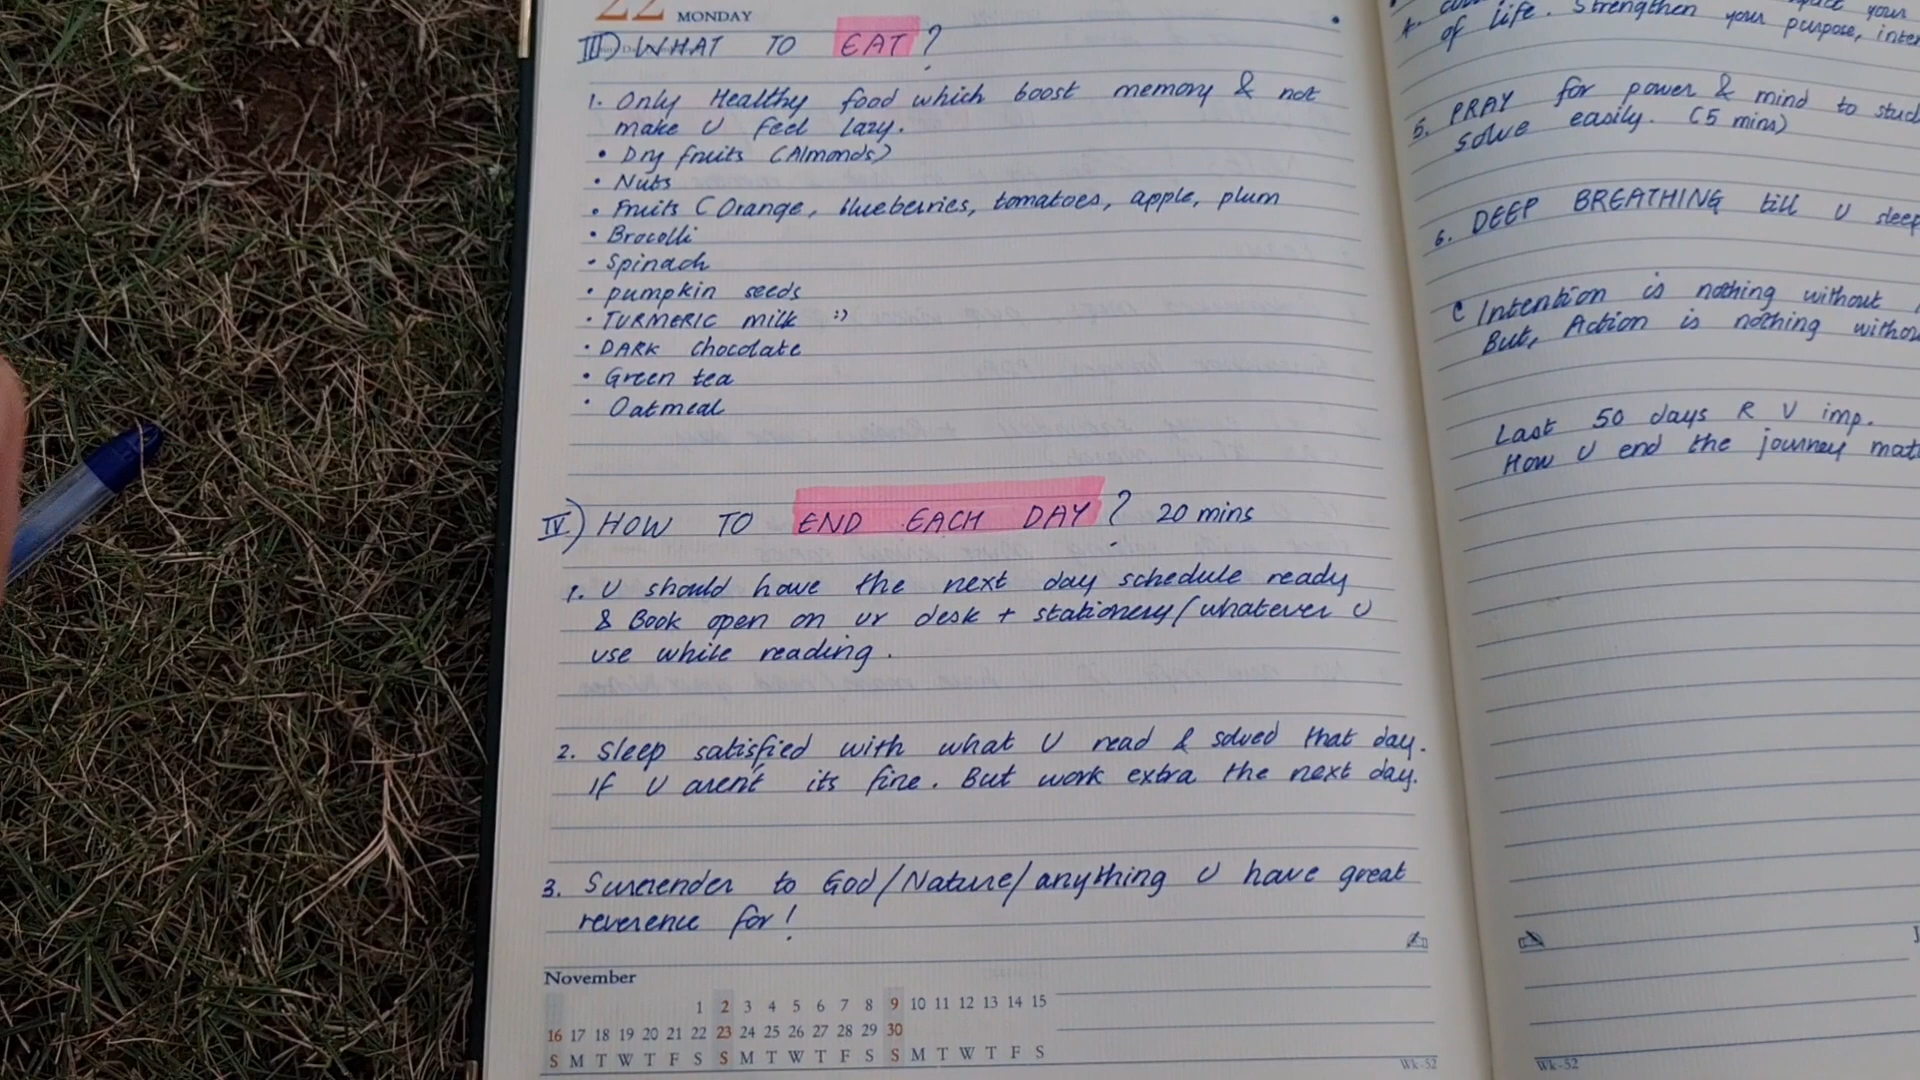 22 MONDAY
III) WHAT TO EAT ?
1. Only Healthy food which boost memory & not
make U feel lazy.
• Dry fruits (Almonds)
• Nuts
• Fruits (Orange, blueberries, tomatoes, apple, plum
• Brocolli
• Spinach
• pumpkin seeds
• TURMERIC milk :)
• DARK chocolate
• Green tea
• Oatmeal
IV.) HOW TO END EACH DAY ? 20 mins
1. U should have the next day schedule ready
& Book open on ur desk + stationery/whatever U
use while reading.
2. Sleep satisfied with what U read & solved that day.
If U aren't its fine. But work extra the next day.
3. Surrender to God/Nature/anything U have great
reverence for!
November
1 2 3 4 5 6 7 8 9 10 11 12 13 14 15
16 17 18 19 20 21 22 23 24 25 26 27 28 29 30
S M T W T F S S M T W T F S S M T W T F S
Wk-52
your
of life. Strengthen your purpose,
5. PRAY for power & mind to
solve easily. (5 mins)
6. DEEP BREATHING till U sleep
Intention is nothing without
But, Action is nothing
Last 50 days R V imp.
How U end the journey
Wk-52